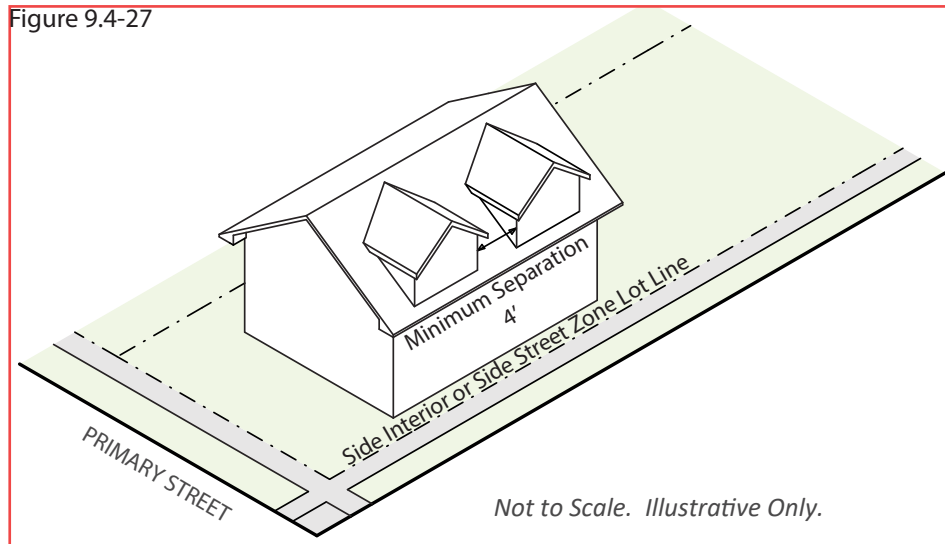 Figure 9.4-27
Minimum Separation
4'
Side Interior or Side Street Zone Lot Line
PRIMARY STREET
Not to Scale. Illustrative Only.